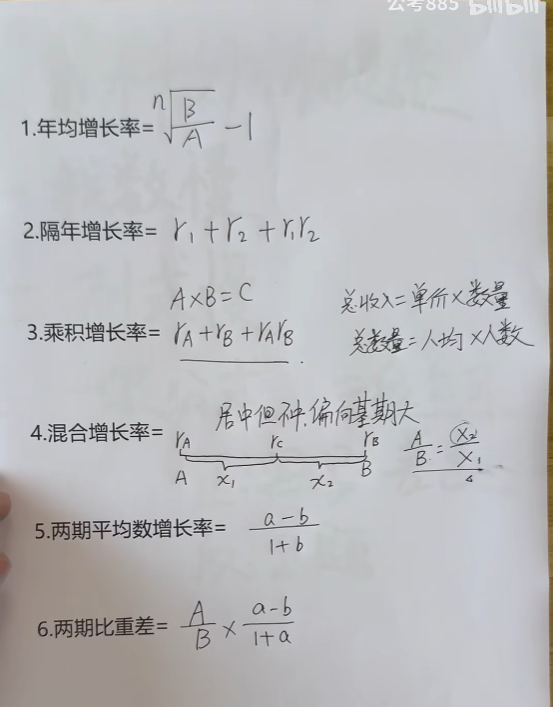 公考885 bilibili
1.年均增长率= ⁿ√(B/A) -1
2.隔年增长率= r₁+r₂+r₁r₂
A×B=C
总收入=单价×数量
3.乘积增长率= r_A+r_B+r_Ar_B.
总数量=人均×人数
居中但不中,偏向基期大
4.混合增长率= r_A r_C r_B
A/B=X₂/X₁
A X₁ X₂ B
5.两期平均数增长率= (a-b)/(1+b)
6.两期比重差= A/B × (a-b)/(1+a)